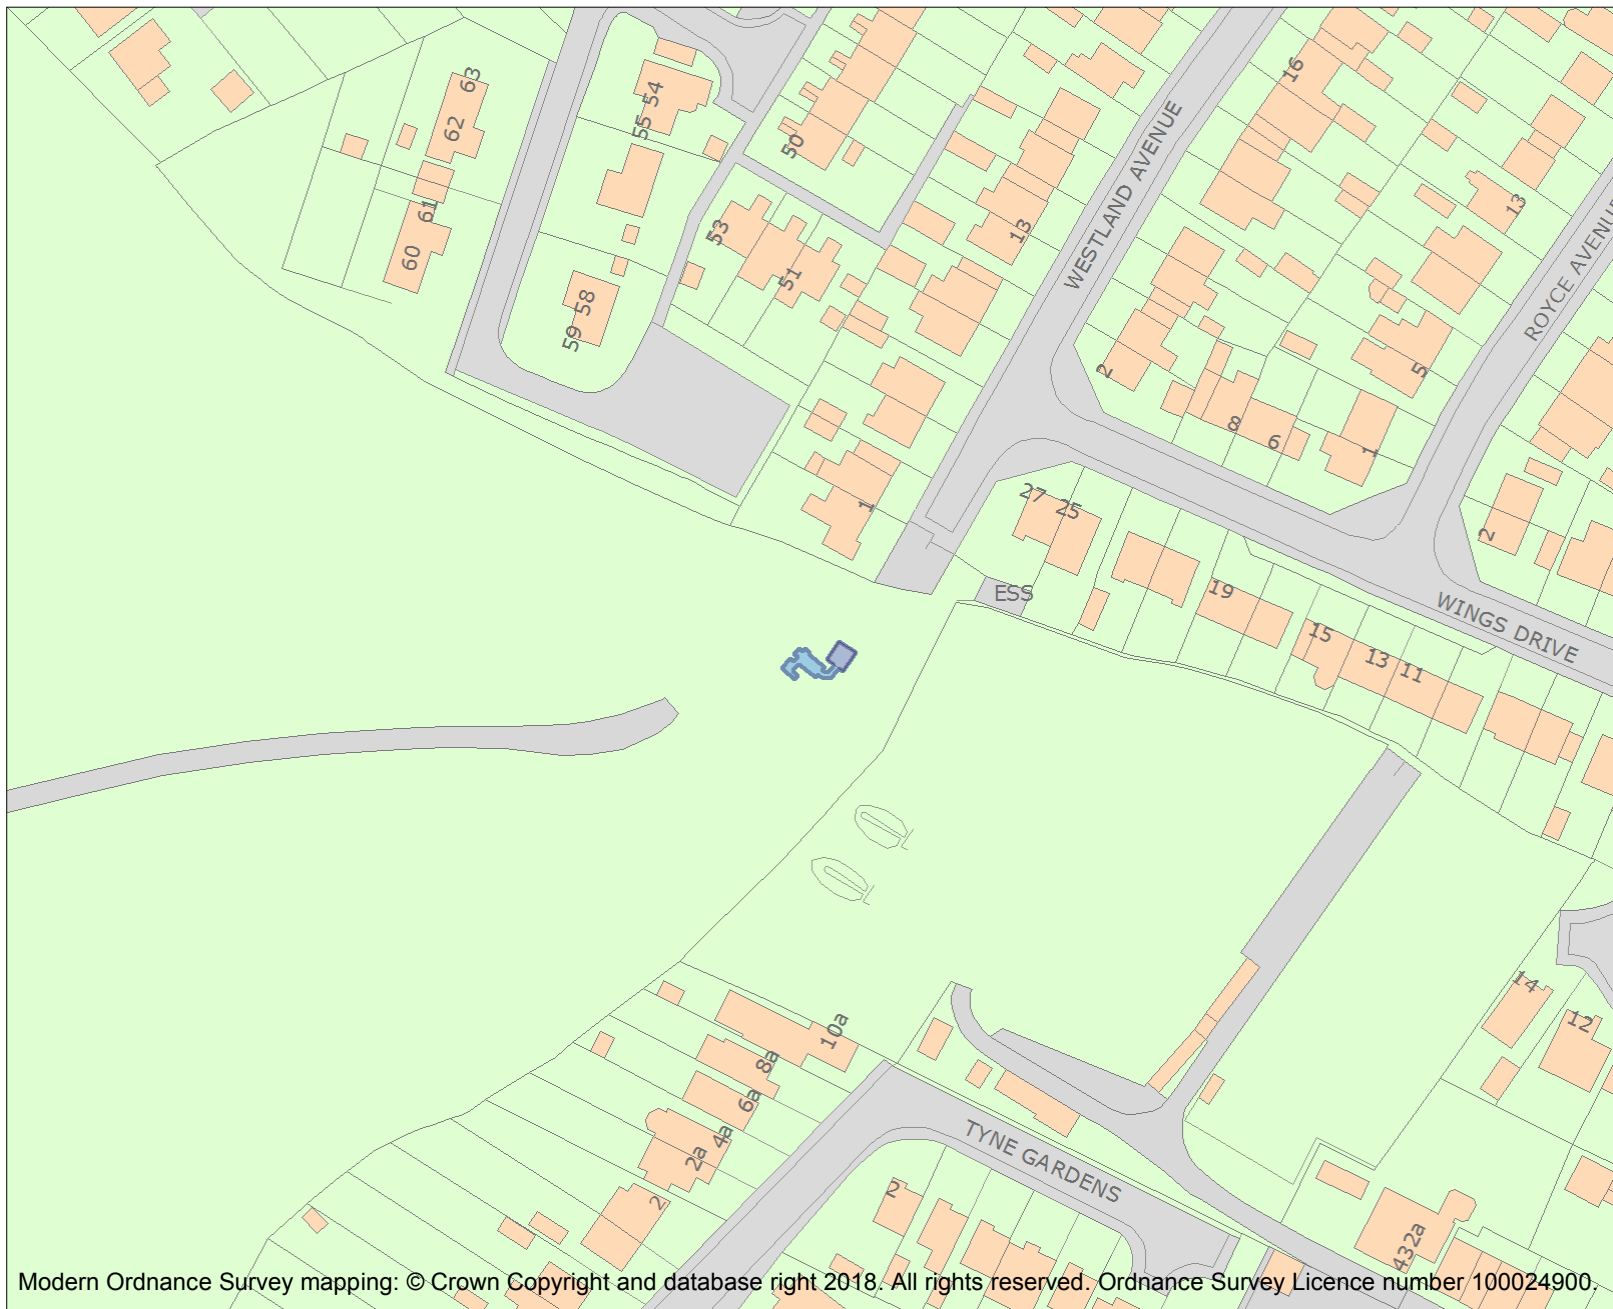 63
62
61
60
54
55
58
59
50
53
51
13
1
WESTLAND AVENUE
16
13
ROYCE AVENUE
2
8
6
1
5
2
27
25
ESS
19
15
13
11
WINGS DRIVE
14
12
10a
8a
6a
4a
2a
2
TYNE GARDENS
2
432a
Modern Ordnance Survey mapping: © Crown Copyright and database right 2018. All rights reserved. Ordnance Survey Licence number 100024900.